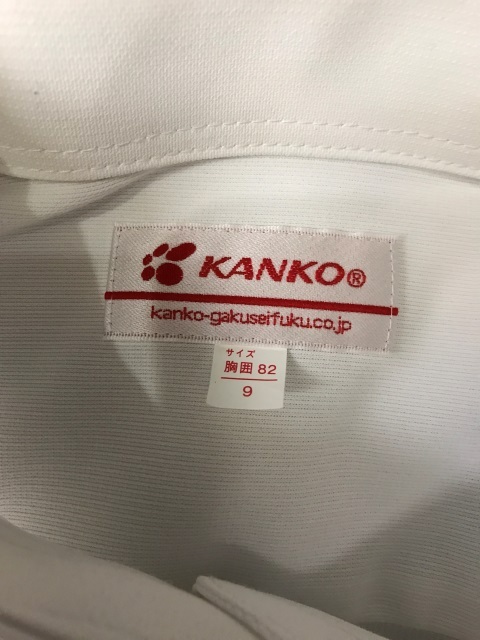 KANKO®
kanko-gakuseifuku.co.jp
サイズ
胸囲 82
9